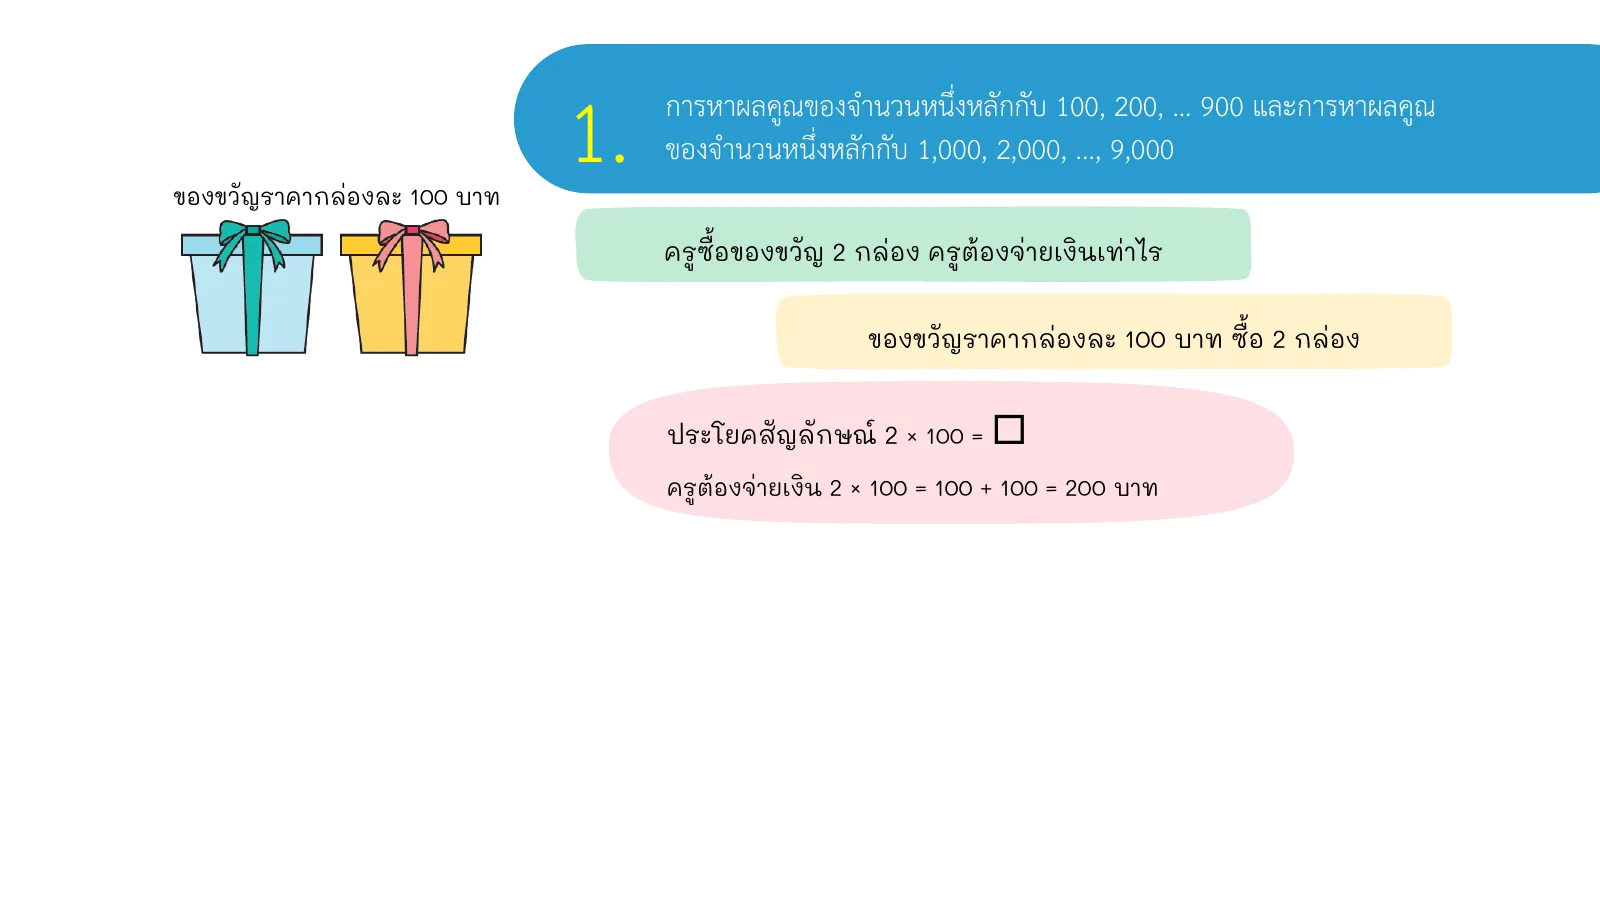 1.
การหาผลคูณของจำนวนหนึ่งหลักกับ 100, 200, ... 900 และการหาผลคูณ
ของจำนวนหนึ่งหลักกับ 1,000, 2,000, ..., 9,000
ของขวัญราคากล่องละ 100 บาท
ครูซื้อของขวัญ 2 กล่อง ครูต้องจ่ายเงินเท่าไร
ของขวัญราคากล่องละ 100 บาท ซื้อ 2 กล่อง
ประโยคสัญลักษณ์ 2 × 100 = □
ครูต้องจ่ายเงิน 2 × 100 = 100 + 100 = 200 บาท